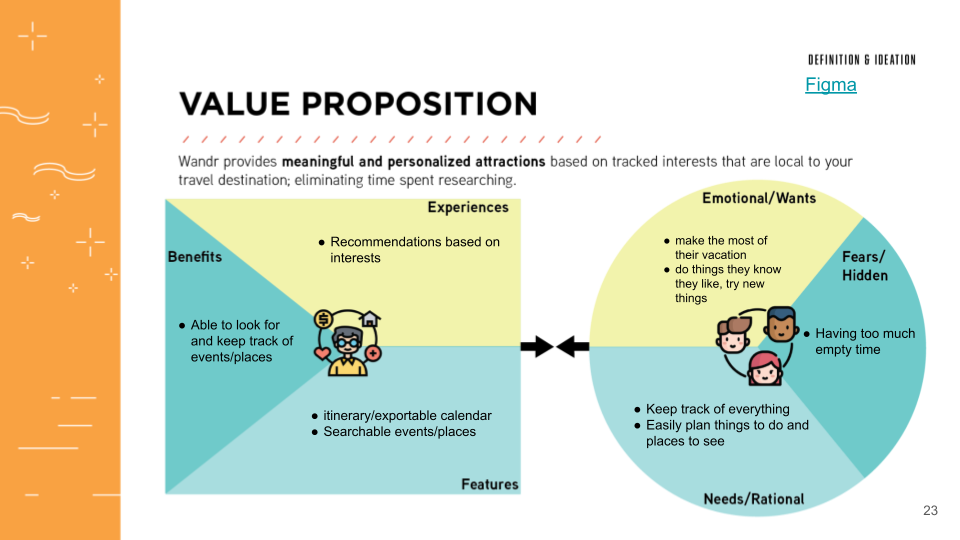 DEFINITION & IDEATION
Figma
VALUE PROPOSITION
Wandr provides meaningful and personalized attractions based on tracked interests that are local to your
travel destination; eliminating time spent researching.
Experiences
● Recommendations based on
interests
Benefits
● Able to look for
and keep track of
events/places
● itinerary/exportable calendar
● Searchable events/places
Features
Emotional/Wants
● make the most of
their vacation
● do things they know
they like, try new
things
Fears/
Hidden
● Having too much
empty time
● Keep track of everything
● Easily plan things to do and
places to see
Needs/Rational
23